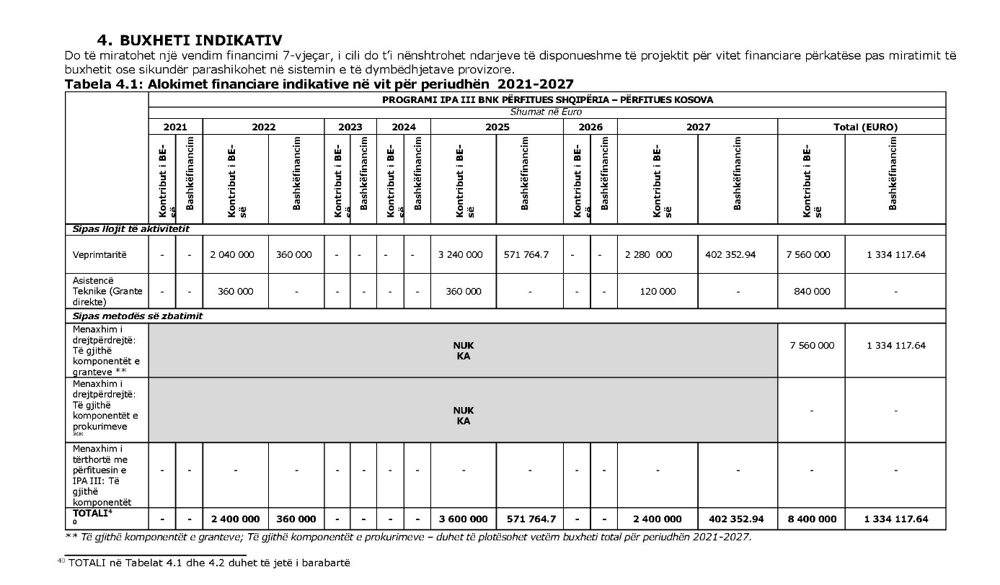 4. BUXHETI INDIKATIV
Do të miratohet një vendim financimi 7-vjeçar, i cili do t’i nënshtrohet ndarjeve të disponueshme të projektit për vitet financiare përkatëse pas miratimit të
buxhetit ose sikundër parashikohet në sistemin e të dymbëdhjetave provizore.
Tabela 4.1: Alokimet financiare indikative në vit për periudhën 2021-2027
PROGRAMI IPA III BNK PËRFITUES SHQIPËRIA – PËRFITUES KOSOVA
Shumat në Euro
2021 2022 2023 2024 2025 2026 2027 Total (EURO)
Kontribut i BE-së Bashkëfinancim Kontribut i BE-së Bashkëfinancim Kontribut i BE-së Bashkëfinancim Kontribut i BE-së Bashkëfinancim Kontribut i BE-së Bashkëfinancim Kontribut i BE-së Bashkëfinancim Kontribut i BE-së Bashkëfinancim Kontribut i BE-së Bashkëfinancim
Sipas llojit të aktivitetit
Veprimtaritë - - 2 040 000 360 000 - - - - 3 240 000 571 764.7 - - 2 280 000 402 352.94 7 560 000 1 334 117.64
Asistencë
Teknike (Grante
direkte)
- - 360 000 - - - - - 360 000 - - - 120 000 - 840 000 -
Sipas metodës së zbatimit
Menaxhim i
drejtpërdrejtë:
Të gjithë
komponentët e
granteve **
NUK
KA
7 560 000 1 334 117.64
Menaxhim i
drejtpërdrejtë:
Të gjithë
komponentët e
prokurimeve
**
NUK
KA
- -
Menaxhim i
tërthortë me
përfituesin e
IPA III: Të
gjithë
komponentët
- - - - - - - - - - - - - - - -
TOTALI4
0
- - 2 400 000 360 000 - - - - 3 600 000 571 764.7 - - 2 400 000 402 352.94 8 400 000 1 334 117.64
** Të gjithë komponentët e granteve; Të gjithë komponentët e prokurimeve – duhet të plotësohet vetëm buxheti total për periudhën 2021-2027.
40 TOTALI në Tabelat 4.1 dhe 4.2 duhet të jetë i barabartë